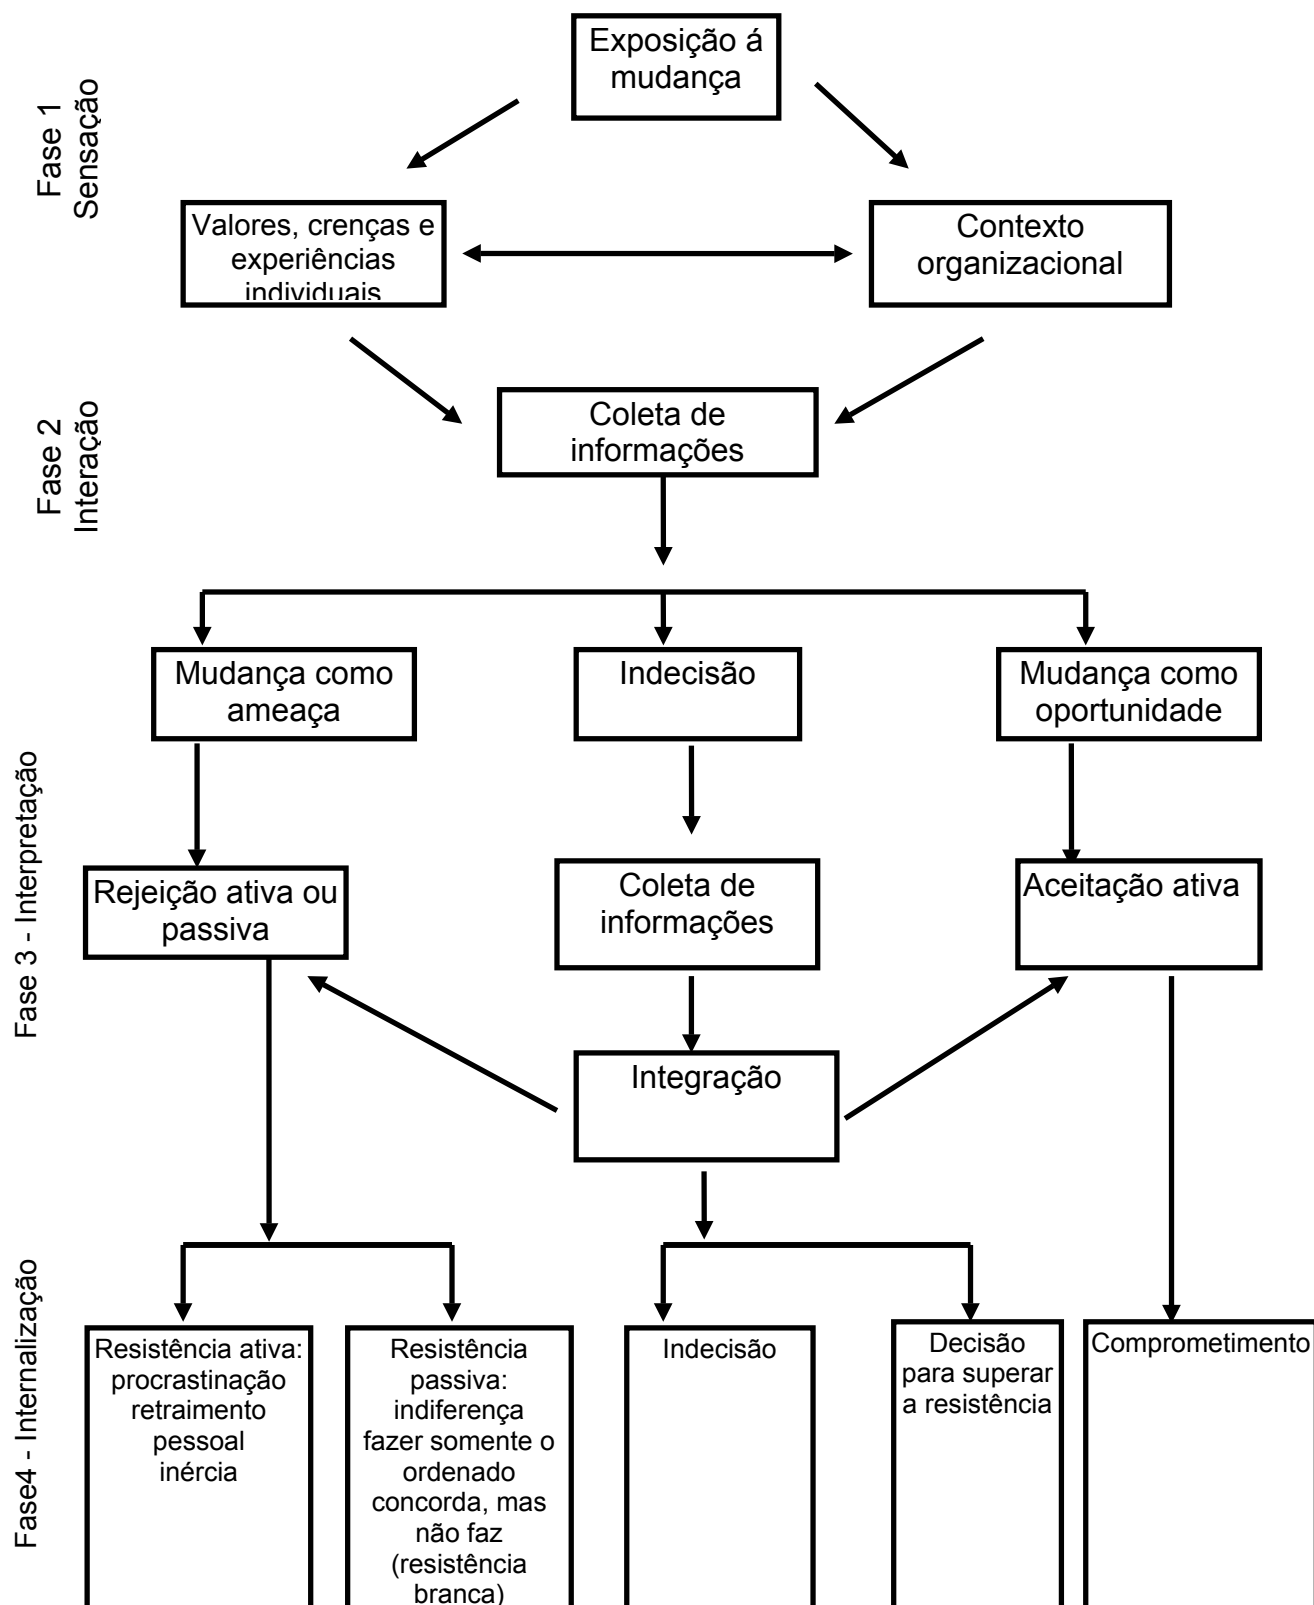 Exposição á
mudança
Fase 1
Sensação
Valores, crenças e
experiências
individuais
Contexto
organizacional
Fase 2
Interação
Coleta de
informações
Mudança como
ameaça
Indecisão
Mudança como
oportunidade
Fase 3 - Interpretação
Rejeição ativa ou
passiva
Coleta de
informações
Aceitação ativa
Integração
Fase4 - Internalização
Resistência ativa:
procrastinação
retraimento
pessoal
inércia
Resistência
passiva:
indiferença
fazer somente o
ordenado
concorda, mas
não faz
(resistência
branca)
Indecisão
Decisão
para superar
a resistência
Comprometimento